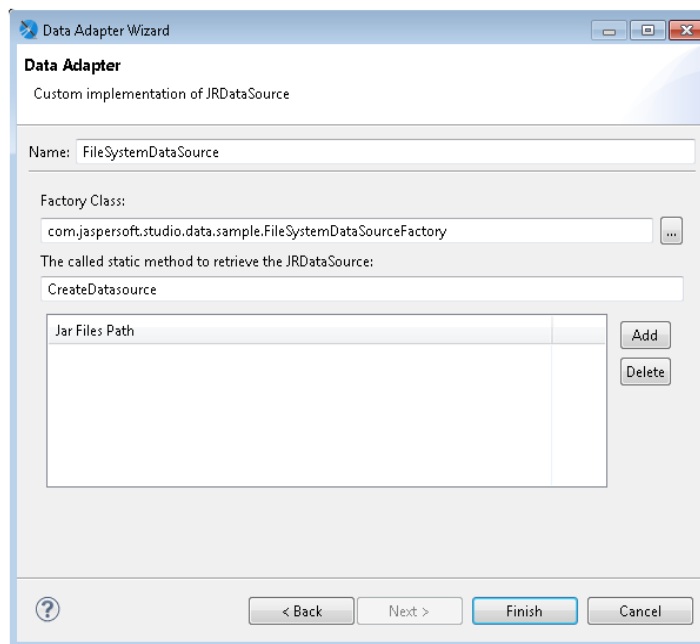 Data Adapter Wizard
Data Adapter
Custom implementation of JRDataSource
Name: FileSystemDataSource
Factory Class:
com.jaspersoft.studio.data.sample.FileSystemDataSourceFactory ...
The called static method to retrieve the JRDataSource:
CreateDatasource
Jar Files Path
Add
Delete
?
< Back Next > Finish Cancel